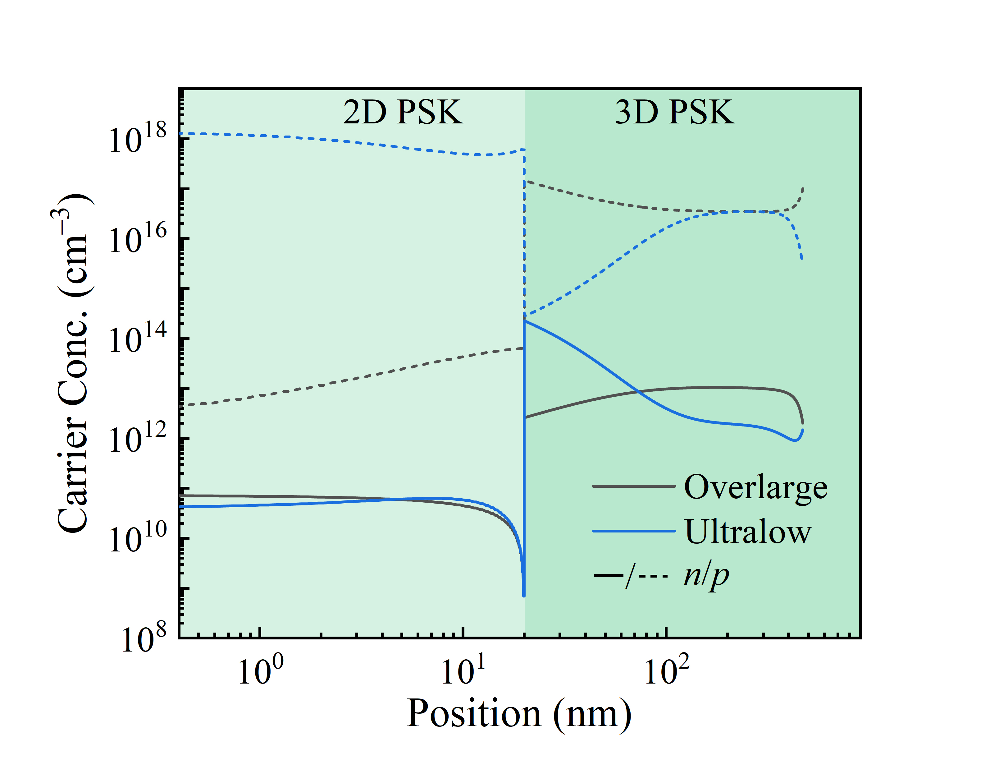 2D PSK
3D PSK
10^18
10^16
10^14
10^12
10^10
10^8
Carrier Conc. (cm^−3)
Overlarge
Ultralow
n/p
10^0
10^1
10^2
Position (nm)